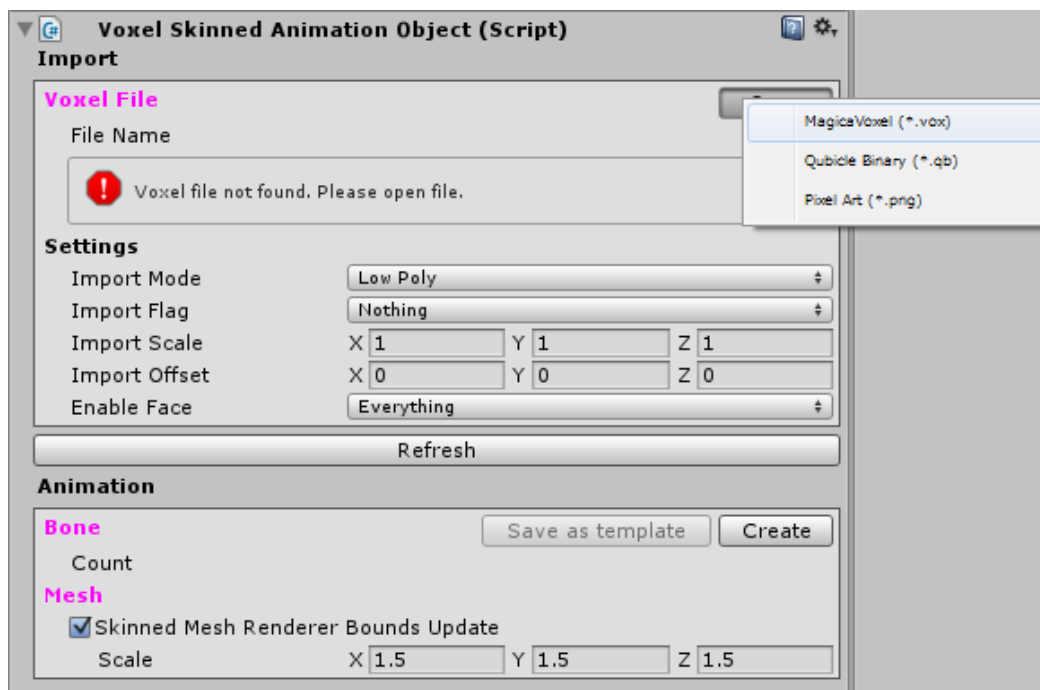 Voxel Skinned Animation Object (Script)
Import
Voxel File
File Name
Voxel file not found. Please open file.
MagicaVoxel (*.vox)
Qubicle Binary (*.qb)
Pixel Art (*.png)
Settings
Import Mode Low Poly
Import Flag Nothing
Import Scale X 1 Y 1 Z 1
Import Offset X 0 Y 0 Z 0
Enable Face Everything
Refresh
Animation
Bone Save as template Create
Count
Mesh
Skinned Mesh Renderer Bounds Update
Scale X 1.5 Y 1.5 Z 1.5